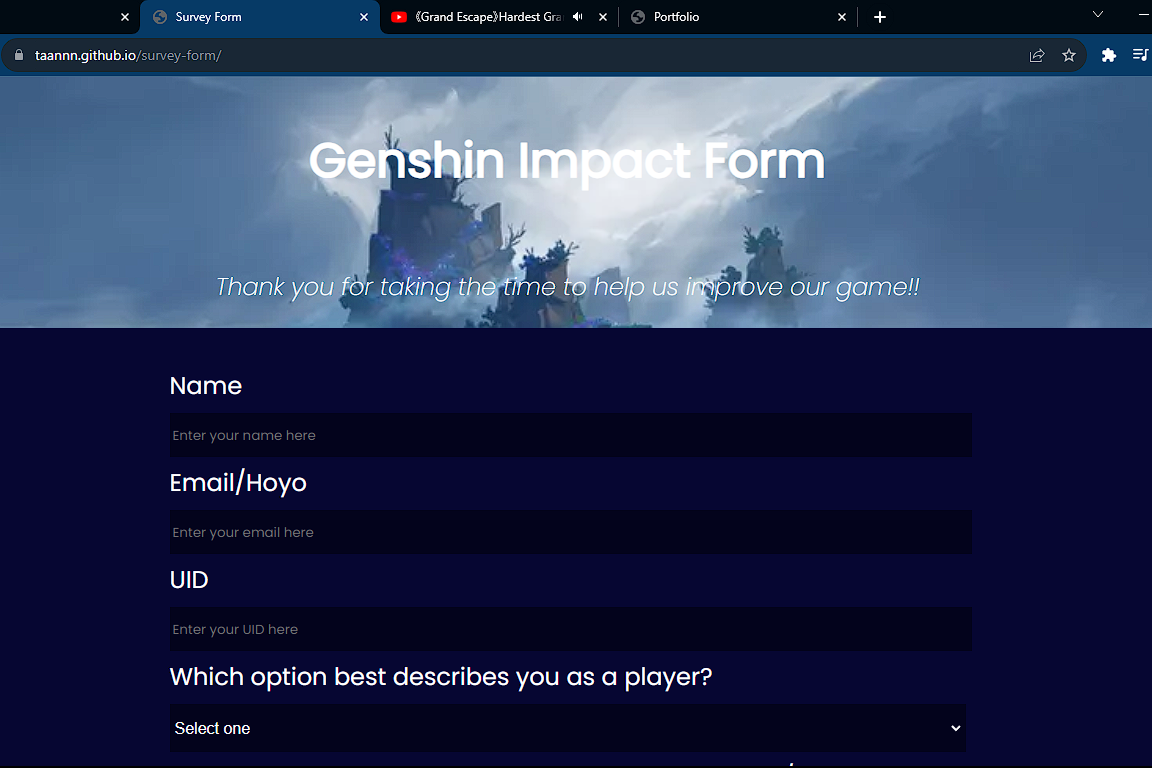 Survey Form
《Grand Escape》Hardest Gra
Portfolio
taannn.github.io/survey-form/
Genshin Impact Form
Thank you for taking the time to help us improve our game!!
Name
Enter your name here
Email/Hoyo
Enter your email here
UID
Enter your UID here
Which option best describes you as a player?
Select one